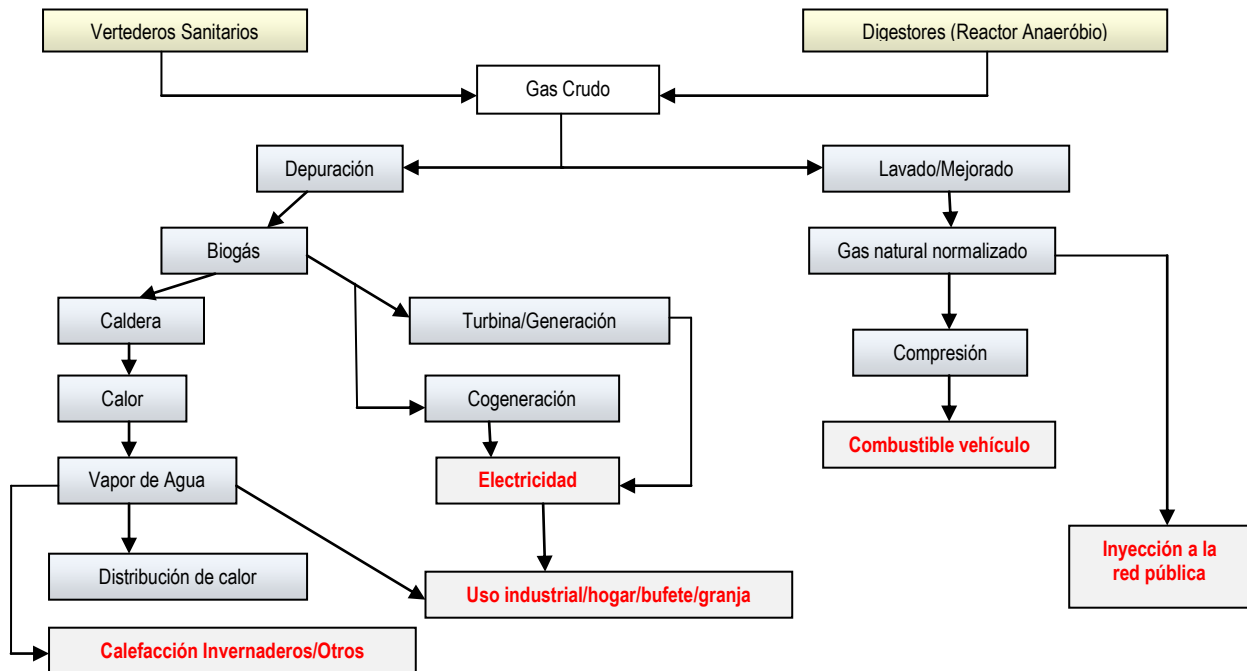 Vertederos Sanitarios
Digestores (Reactor Anaeróbio)
Gas Crudo
Depuración
Lavado/Mejorado
Biogás
Gas natural normalizado
Caldera
Turbina/Generación
Compresión
Calor
Cogeneración
Combustible vehículo
Vapor de Agua
Electricidad
Inyección a la
red pública
Distribución de calor
Uso industrial/hogar/bufete/granja
Calefacción Invernaderos/Otros